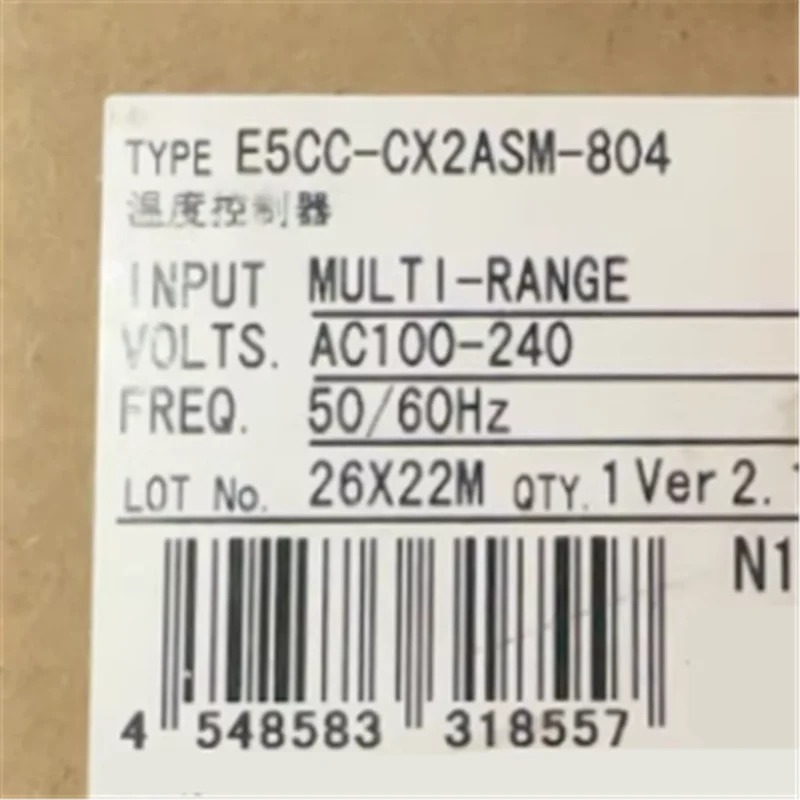 TYPE E5CC-CX2ASM-804
温度控制器
INPUT MULTI-RANGE
VOLTS. AC100-240
FREQ. 50/60Hz
LOT No. 26X22M QTY. 1 Ver 2.
N1
4 548583 318557